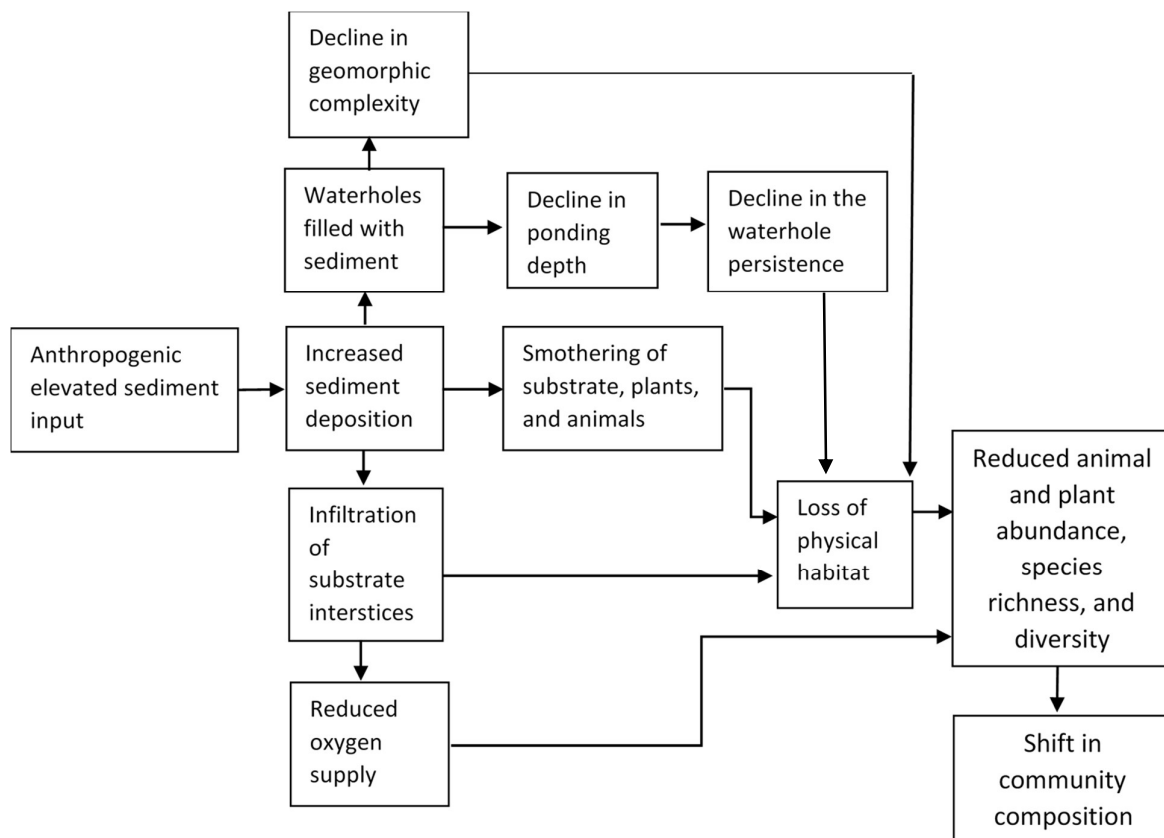 Decline in
geomorphic
complexity
Waterholes
filled with
sediment
Decline in
ponding
depth
Decline in the
waterhole
persistence
Anthropogenic
elevated sediment
input
Increased
sediment
deposition
Smothering of
substrate, plants,
and animals
Infiltration
of
substrate
interstices
Loss of
physical
habitat
Reduced animal
and plant
abundance,
species
richness, and
diversity
Reduced
oxygen
supply
Shift in
community
composition